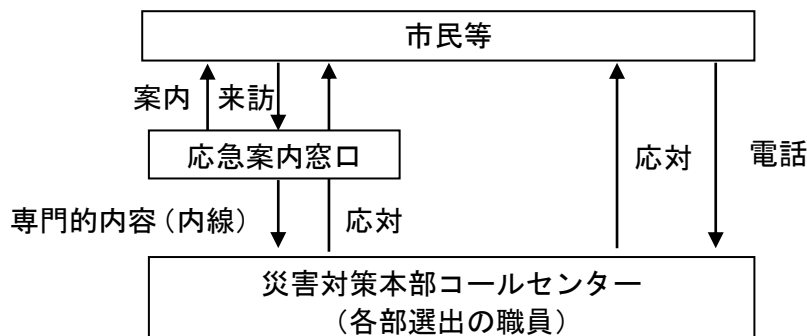 市民等
案内
来訪
応急案内窓口
応対
電話
専門的内容（内線）
応対
災害対策本部コールセンター
（各部選出の職員）